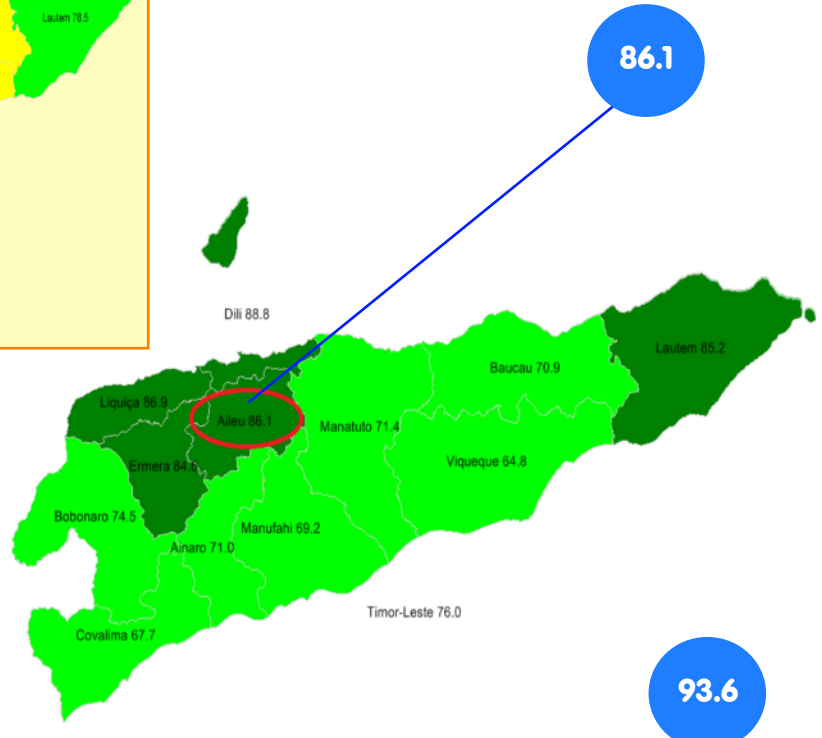 Lautem 78.5
86.1
Dili 88.8
Lautem 85.2
Baucau 70.9
Liquiça 86.9
Aileu 86.1
Manatuto 71.4
Ermera 84.6
Viqueque 64.8
Bobonaro 74.5
Manufahi 69.2
Ainaro 71.0
Timor-Leste 76.0
Covalima 67.7
93.6